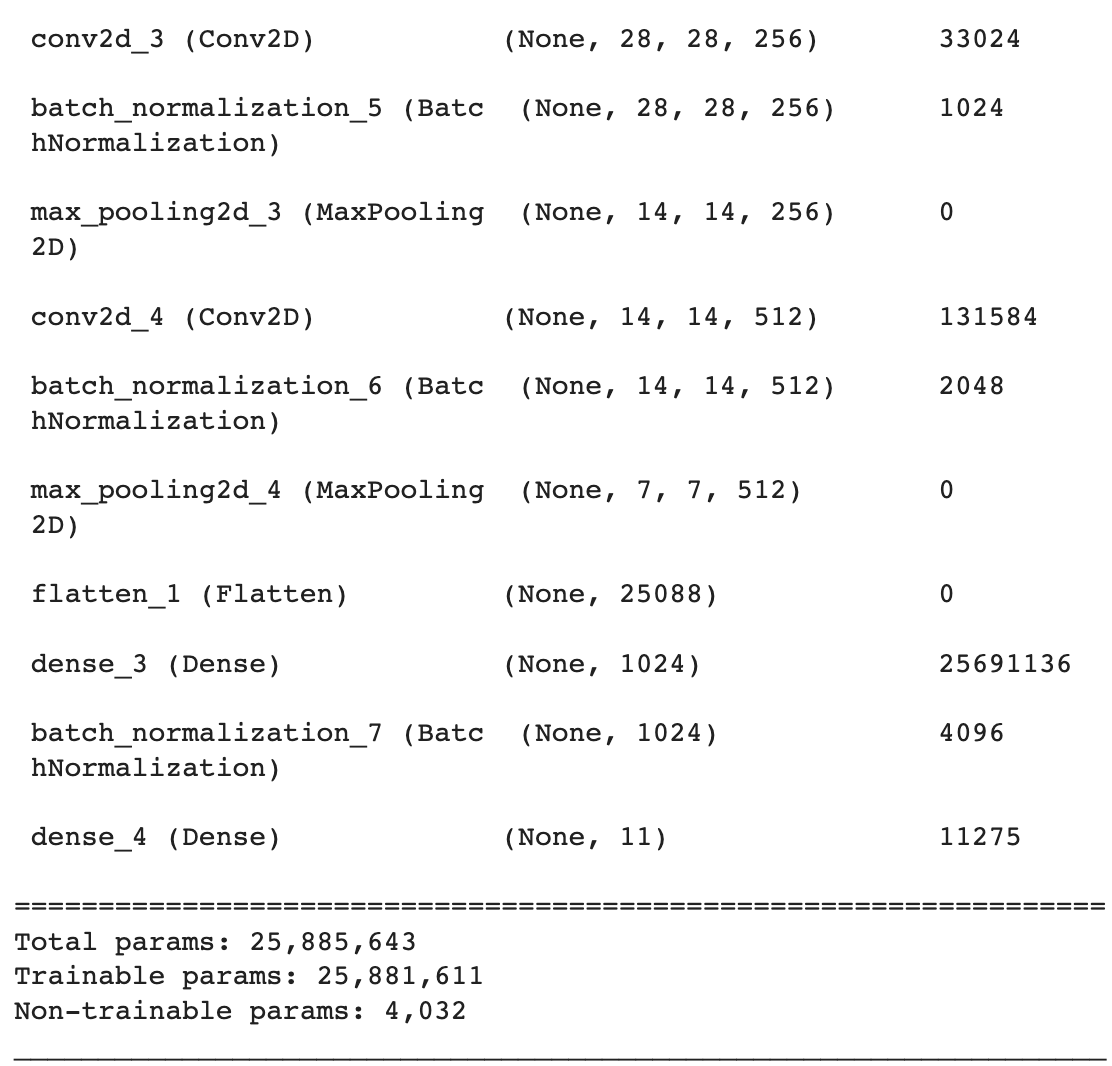 conv2d_3 (Conv2D) (None, 28, 28, 256) 33024
batch_normalization_5 (Batc (None, 28, 28, 256) 1024
hNormalization)
max_pooling2d_3 (MaxPooling (None, 14, 14, 256) 0
2D)
conv2d_4 (Conv2D) (None, 14, 14, 512) 131584
batch_normalization_6 (Batc (None, 14, 14, 512) 2048
hNormalization)
max_pooling2d_4 (MaxPooling (None, 7, 7, 512) 0
2D)
flatten_1 (Flatten) (None, 25088) 0
dense_3 (Dense) (None, 1024) 25691136
batch_normalization_7 (Batc (None, 1024) 4096
hNormalization)
dense_4 (Dense) (None, 11) 11275
=================================================================
Total params: 25,885,643
Trainable params: 25,881,611
Non-trainable params: 4,032
_________________________________________________________________